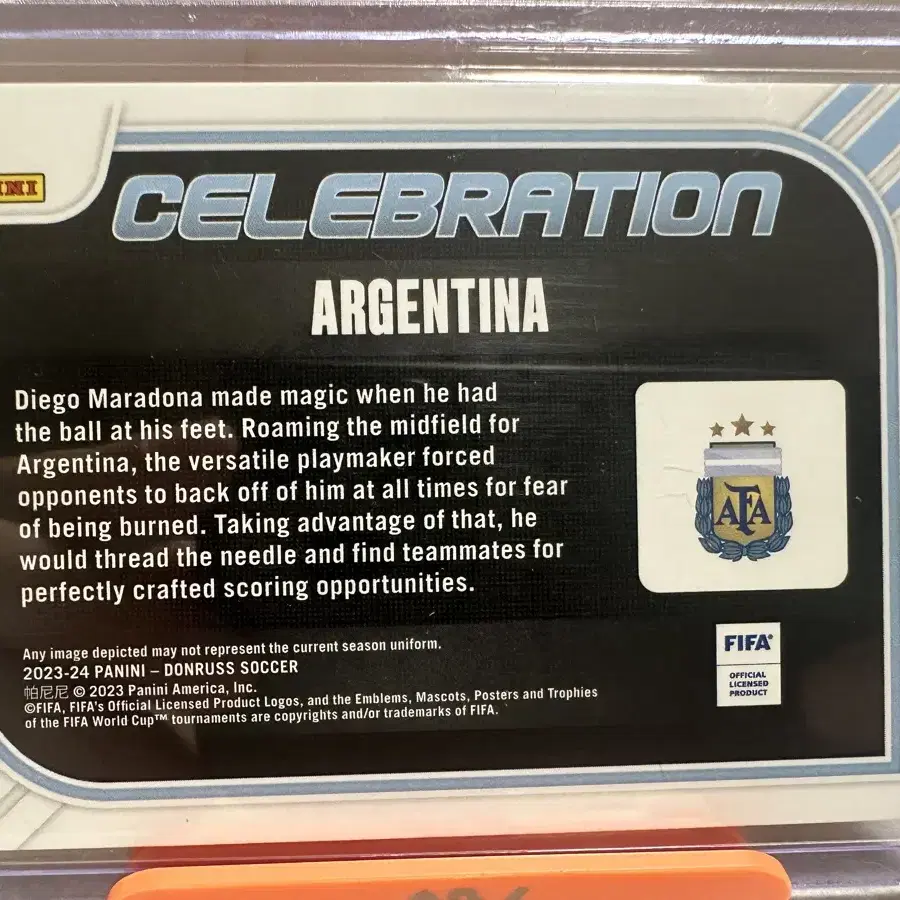 CELEBRATION
ARGENTINA
Diego Maradona made magic when he had
the ball at his feet. Roaming the midfield for
Argentina, the versatile playmaker forced
opponents to back off of him at all times for fear
of being burned. Taking advantage of that, he
would thread the needle and find teammates for
perfectly crafted scoring opportunities.
AFA
Any image depicted may not represent the current season uniform.
2023-24 PANINI – DONRUSS SOCCER
帕尼尼 © 2023 Panini America, Inc.
©FIFA, FIFA's Official Licensed Product Logos, and the Emblems, Mascots, Posters and Trophies
of the FIFA World Cup™ tournaments are copyrights and/or trademarks of FIFA.
FIFA®
OFFICIAL
LICENSED
PRODUCT